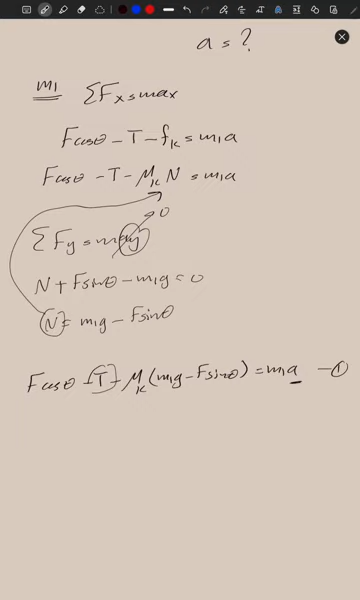 a = ?
m₁ ΣFx = max
Fcosθ - T - fₖ = m₁a
Fcosθ - T - μₖN = m₁a
ΣFy = may → 0
N + Fsinθ - m₁g = 0
N = m₁g - Fsinθ
Fcosθ - T - μₖ(m₁g - Fsinθ) = m₁a - ①